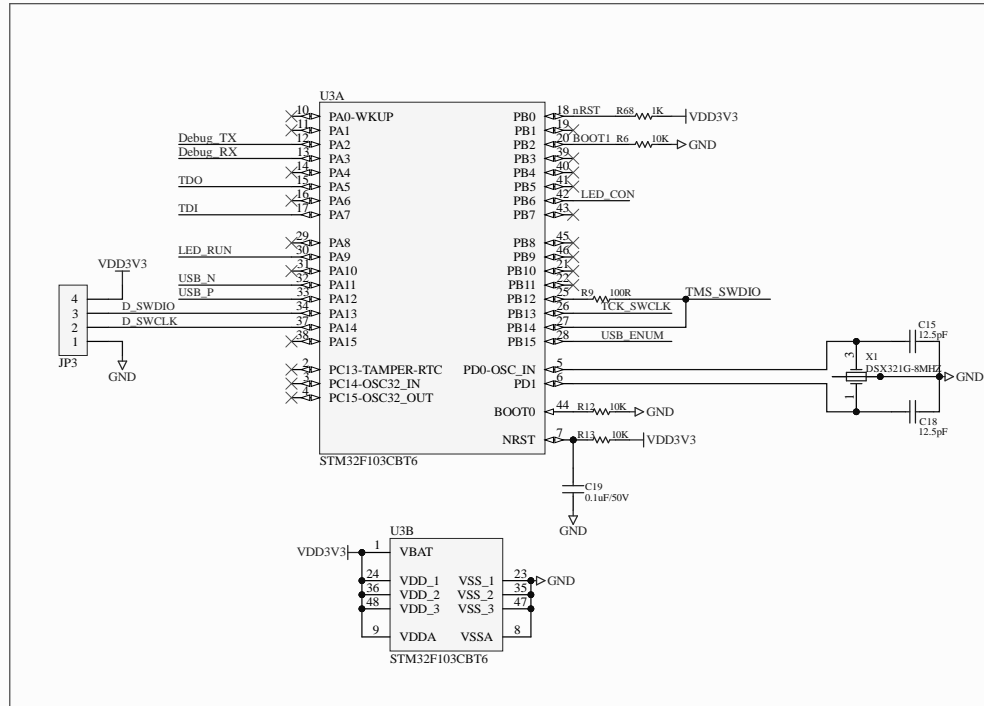 U3A
10 PA0-WKUP PB0 18 nRST R68 1K VDD3V3
11 PA1 PB1 19
Debug_TX 12 PA2 PB2 20 BOOT1 R6 10K GND
Debug_RX 13 PA3 PB3 39
14 PA4 PB4 40
TDO 15 PA5 PB5 41
16 PA6 PB6 42 LED_CON
TDI 17 PA7 PB7 43
29 PA8 PB8 45
LED_RUN 30 PA9 PB9 46
VDD3V3 31 PA10 PB10 21
USB_N 32 PA11 PB11 22
4 USB_P 33 PA12 PB12 25 R9 100R TMS_SWDIO
3 D_SWDIO 34 PA13 PB13 26 TCK_SWCLK
2 D_SWCLK 37 PA14 PB14 27
1 38 PA15 PB15 28 USB_ENUM
JP3
GND
C15
12.5pF
2 PC13-TAMPER-RTC PD0-OSC_IN 5
3 PC14-OSC32_IN PD1 6
4 PC15-OSC32_OUT
3 X1
DSX321G-8MHZ
GND
1
C18
12.5pF
BOOT0 44 R12 10K GND
NRST 7 R13 10K VDD3V3
STM32F103CBT6
C19
0.1uF/50V
GND
U3B
VDD3V3 1 VBAT
24 VDD_1 VSS_1 23 GND
36 VDD_2 VSS_2 35
48 VDD_3 VSS_3 47
9 VDDA VSSA 8
STM32F103CBT6